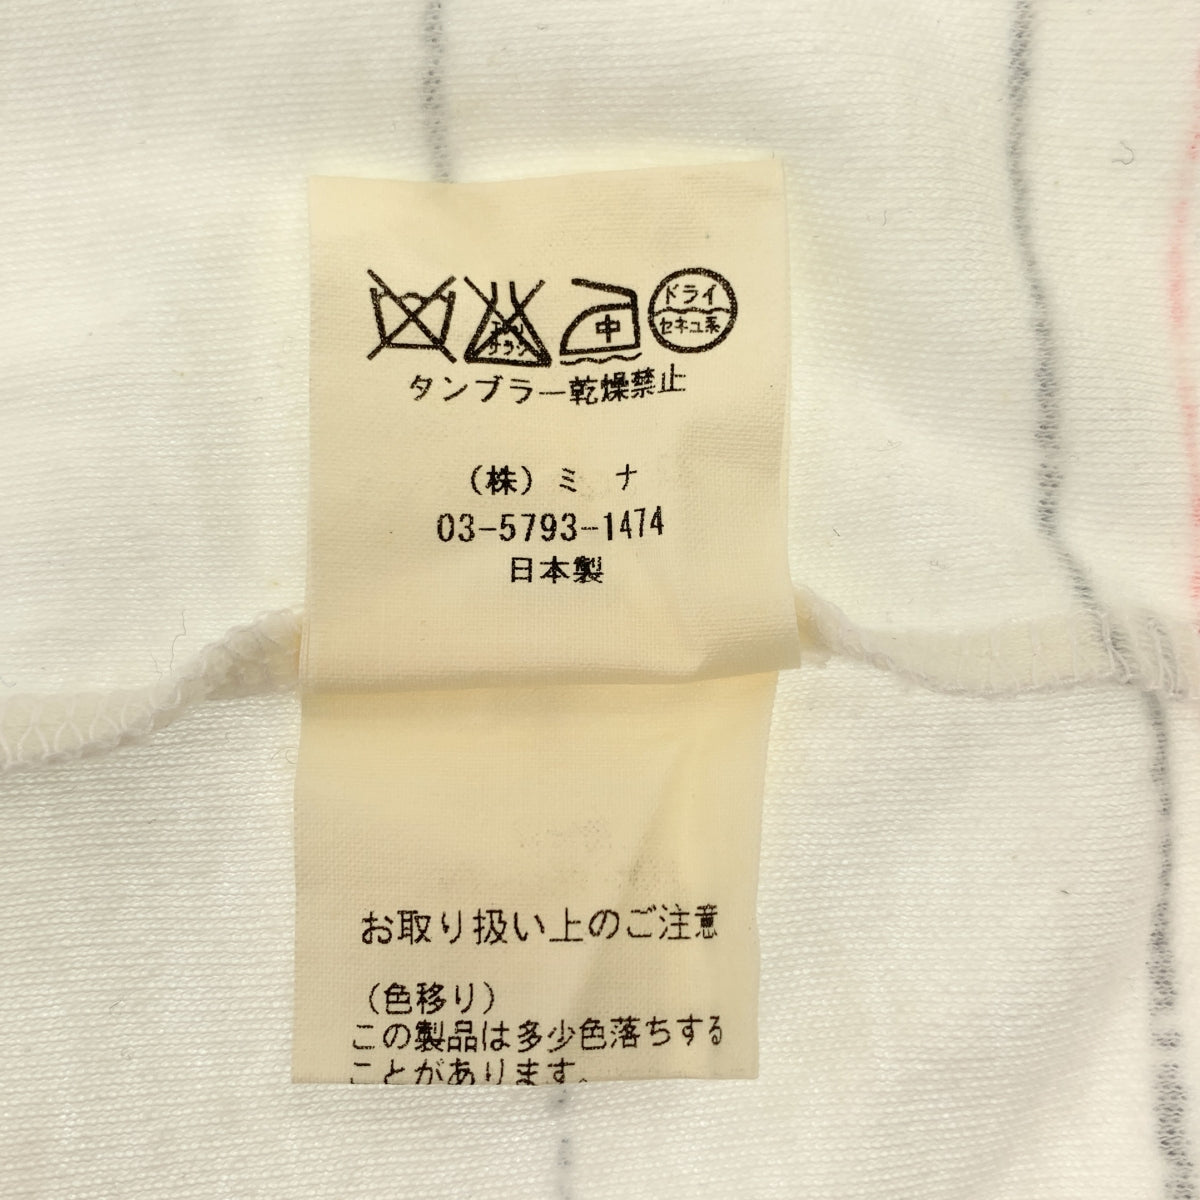 エンソ
サラシ
中
ドライ
セキユ系
タンブラー乾燥禁止
(株)ミ ナ
03-5793-1474
日本製
お取り扱い上のご注意
(色移り)
この製品は多少色落ちする
ことがあります。